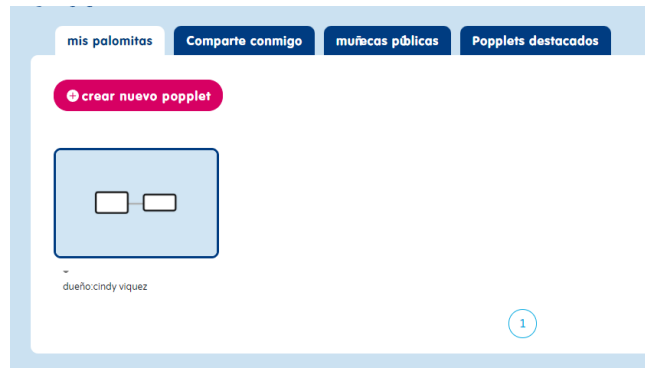 mis palomitas Comparte conmigo muñecas públicas Popplets destacados
crear nuevo popplet
dueño:cindy viquez
1